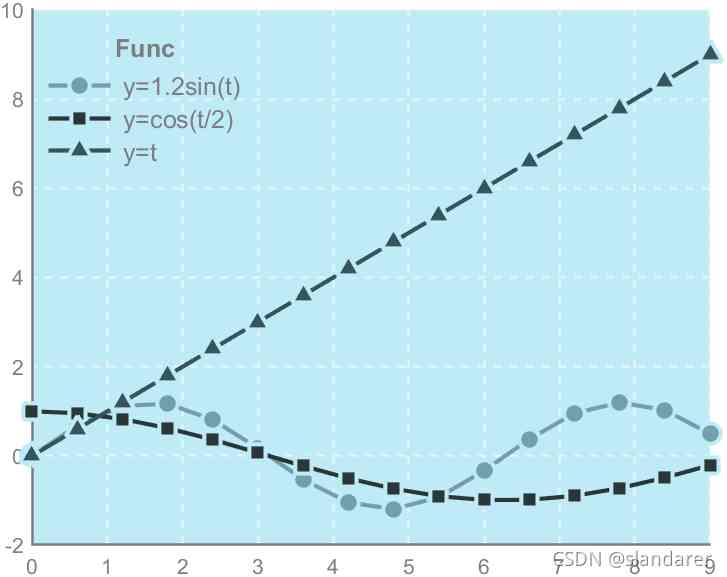 10
8
6
4
2
0
-2
Func
y=1.2sin(t)
y=cos(t/2)
y=t
0 1 2 3 4 5 6 7 8 9
CSDN @slandarer